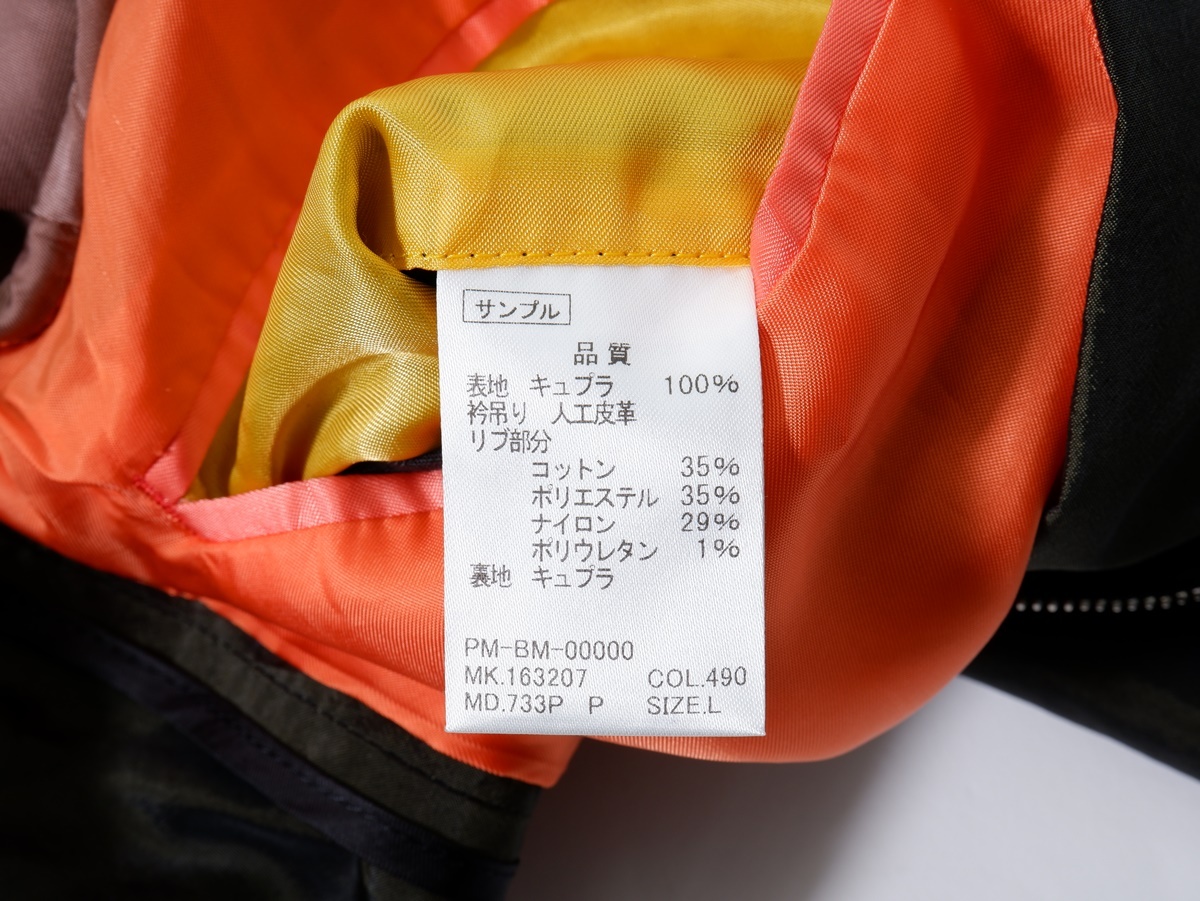 サンプル
品質
表地 キュプラ 100%
衿吊り 人工皮革
リブ部分
コットン 35%
ポリエステル 35%
ナイロン 29%
ポリウレタン 1%
裏地 キュプラ
PM-BM-00000
MK.163207 COL.490
MD.733P P SIZE.L